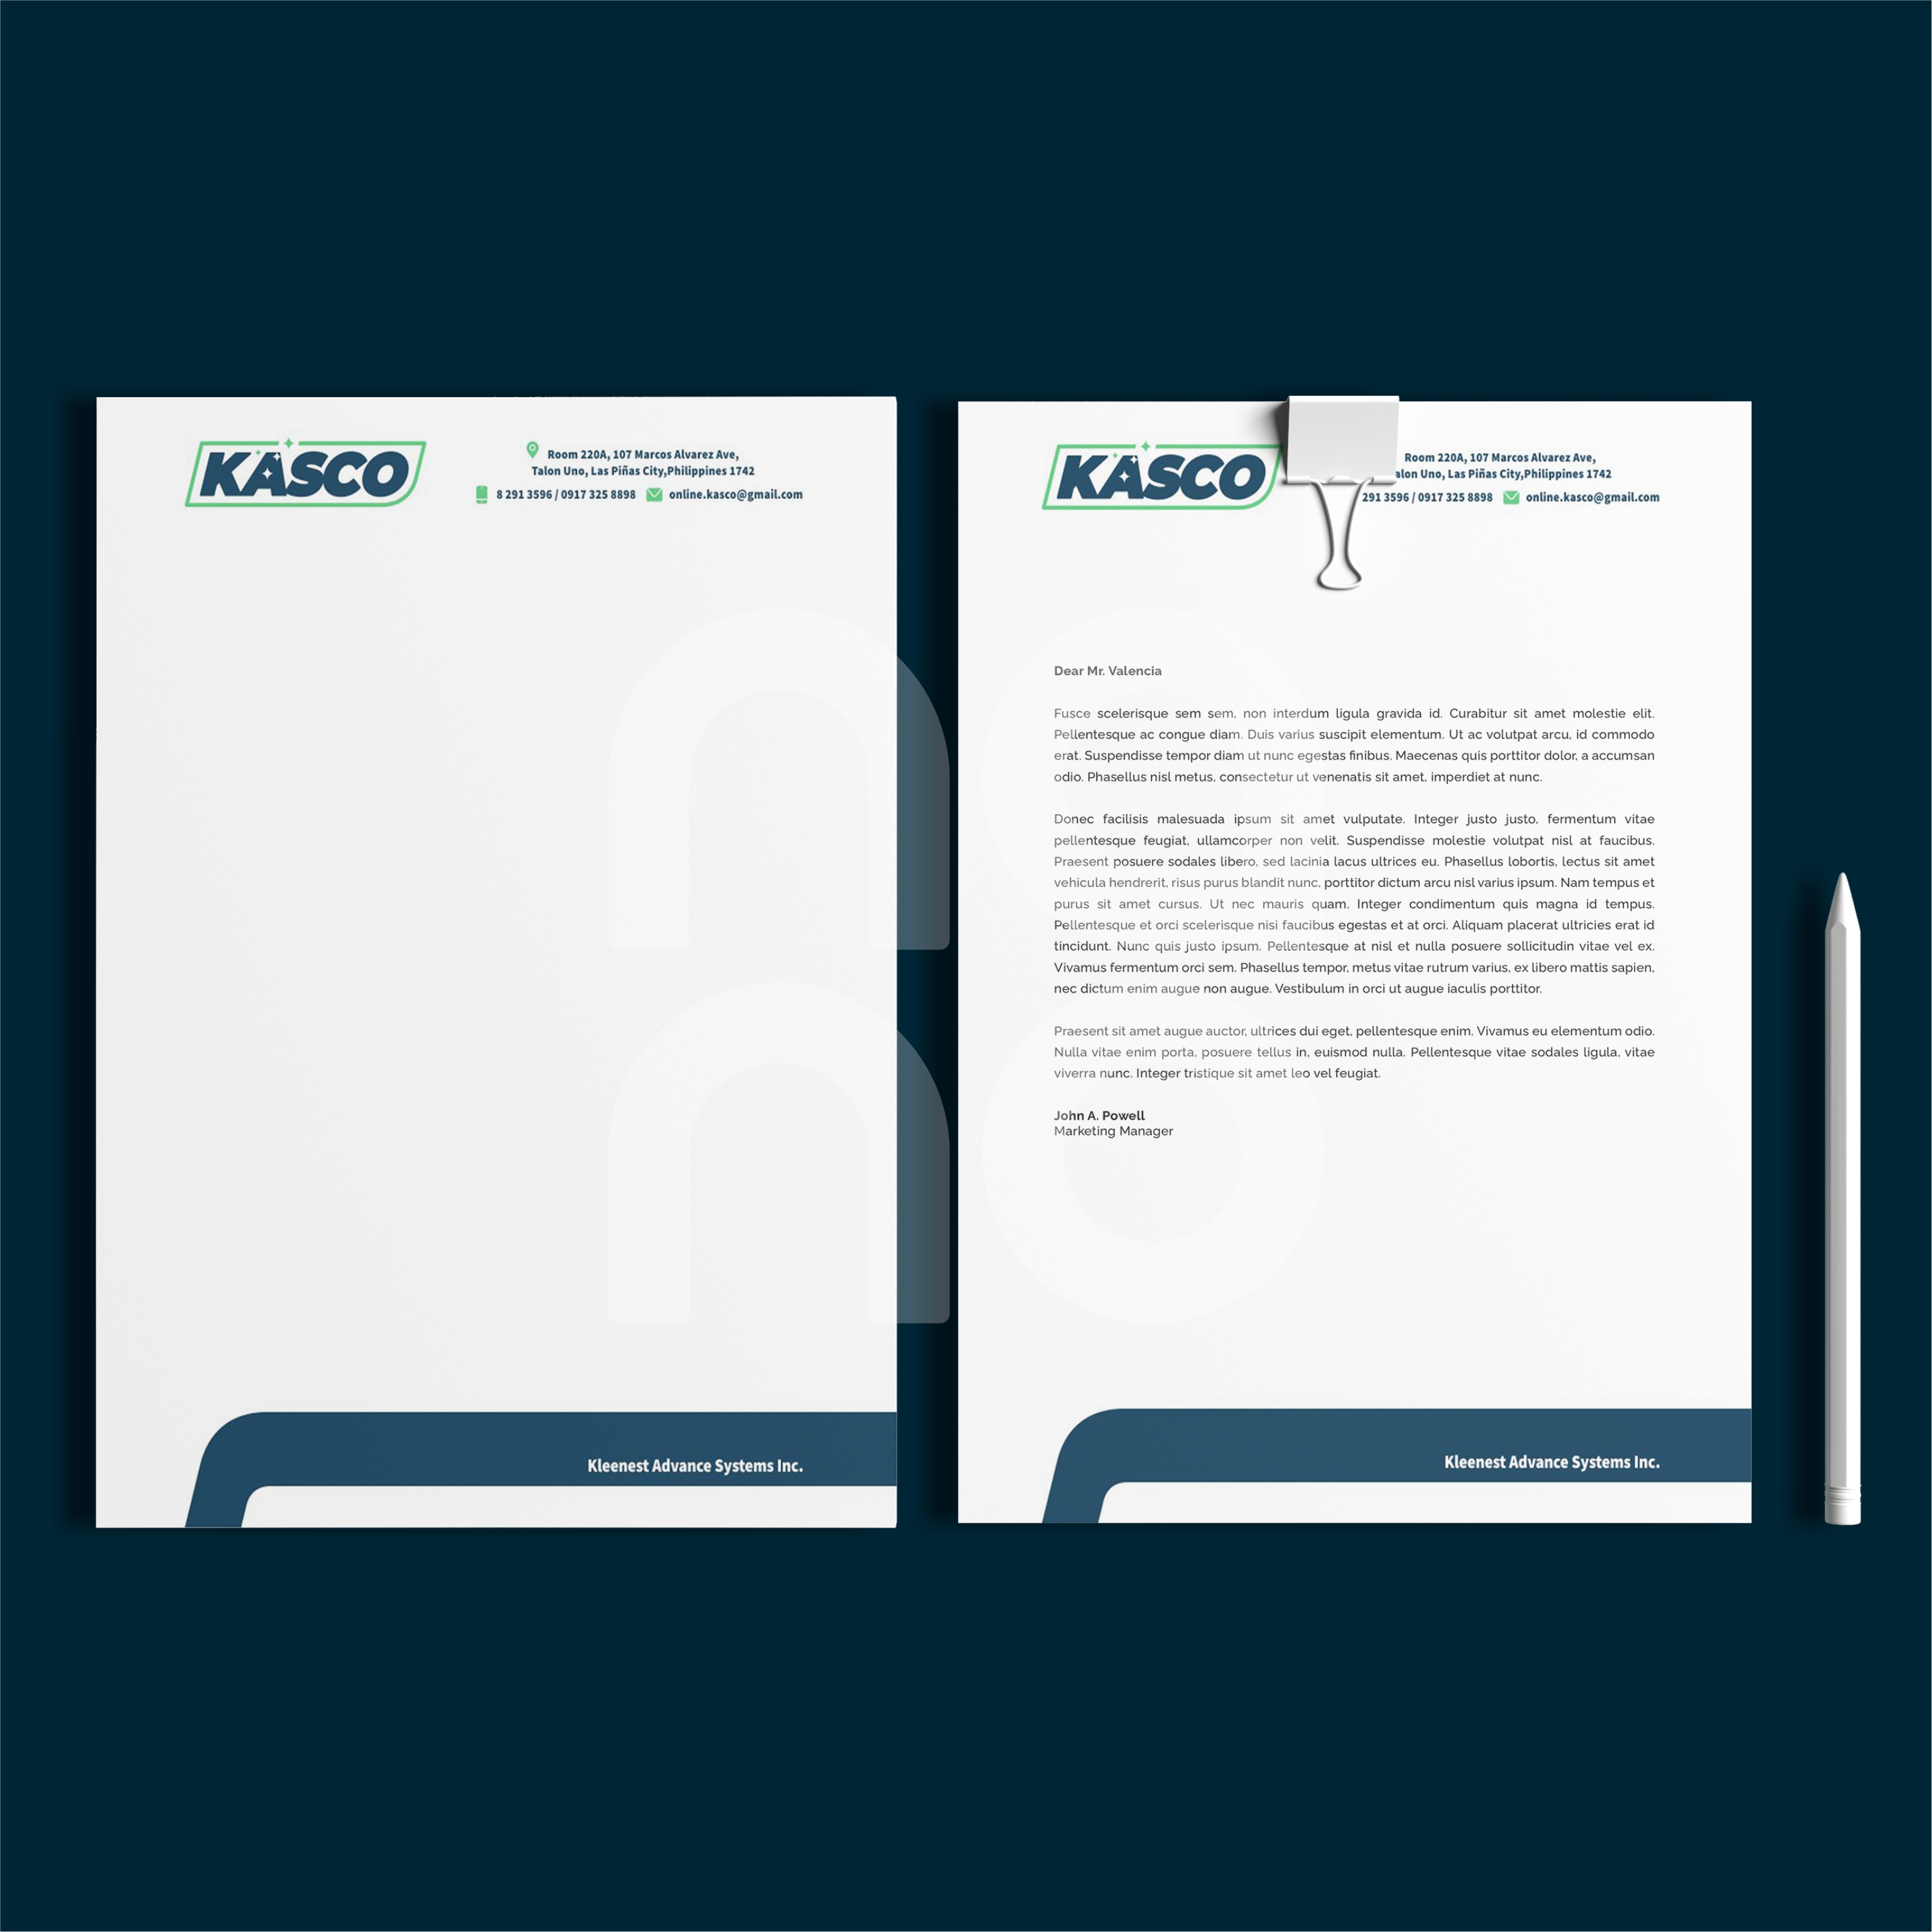 KASCO
Room 220A, 107 Marcos Alvarez Ave,
Talon Uno, Las Piñas City,Philippines 1742
8 291 3596 / 0917 325 8898 online.kasco@gmail.com
Kleenest Advance Systems Inc.
KASCO
Room 220A, 107 Marcos Alvarez Ave,
alon Uno, Las Piñas City,Philippines 1742
291 3596 / 0917 325 8898 online.kasco@gmail.com
Dear Mr. Valencia
Fusce scelerisque sem sem, non interdum ligula gravida id. Curabitur sit amet molestie elit.
Pellentesque ac congue diam. Duis varius suscipit elementum. Ut ac volutpat arcu, id commodo
erat. Suspendisse tempor diam ut nunc egestas finibus. Maecenas quis porttitor dolor, a accumsan
odio. Phasellus nisl metus, consectetur ut venenatis sit amet, imperdiet at nunc.
Donec facilisis malesuada ipsum sit amet vulputate. Integer justo justo, fermentum vitae
pellentesque feugiat, ullamcorper non velit. Suspendisse molestie volutpat nisl at faucibus.
Praesent posuere sodales libero, sed lacinia lacus ultrices eu. Phasellus lobortis, lectus sit amet
vehicula hendrerit, risus purus blandit nunc, porttitor dictum arcu nisl varius ipsum. Nam tempus et
purus sit amet cursus. Ut nec mauris quam. Integer condimentum quis magna id tempus.
Pellentesque et orci scelerisque nisi faucibus egestas et at orci. Aliquam placerat ultricies erat id
tincidunt. Nunc quis justo ipsum. Pellentesque at nisl et nulla posuere sollicitudin vitae vel ex.
Vivamus fermentum orci sem. Phasellus tempor, metus vitae rutrum varius, ex libero mattis sapien,
nec dictum enim augue non augue. Vestibulum in orci ut augue iaculis porttitor.
Praesent sit amet augue auctor, ultrices dui eget, pellentesque enim. Vivamus eu elementum odio.
Nulla vitae enim porta, posuere tellus in, euismod nulla. Pellentesque vitae sodales ligula, vitae
viverra nunc. Integer tristique sit amet leo vel feugiat.
John A. Powell
Marketing Manager
Kleenest Advance Systems Inc.